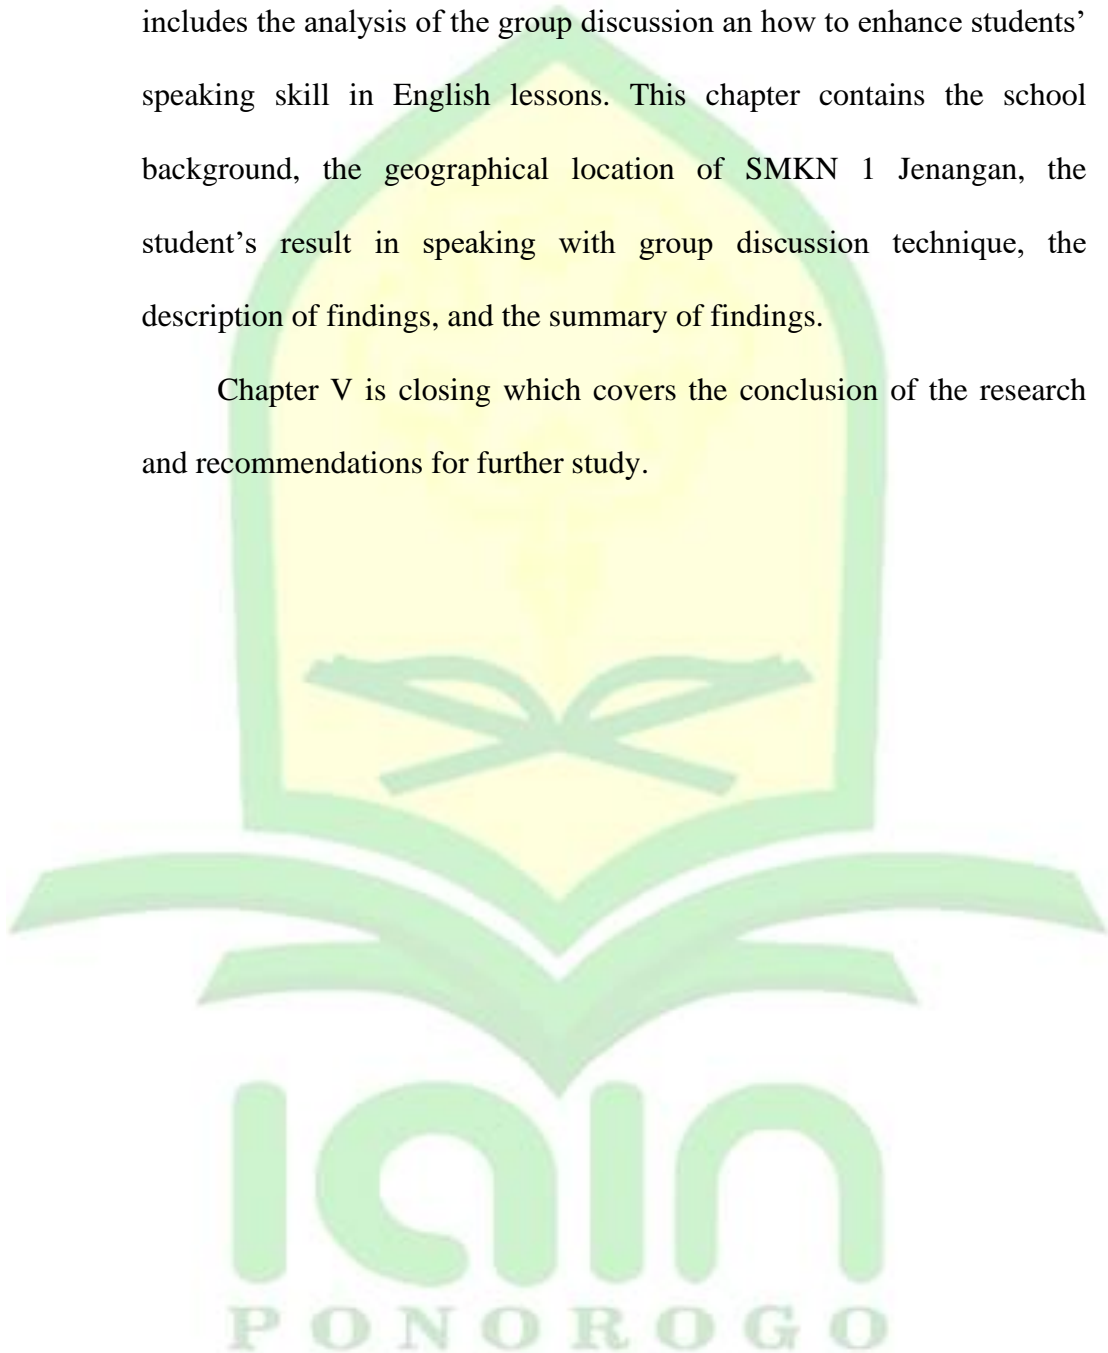 includes the analysis of the group discussion an how to enhance students’
speaking skill in English lessons. This chapter contains the school
background, the geographical location of SMKN 1 Jenangan, the
student’s result in speaking with group discussion technique, the
description of findings, and the summary of findings.
Chapter V is closing which covers the conclusion of the research
and recommendations for further study.
iain
PONOROGO